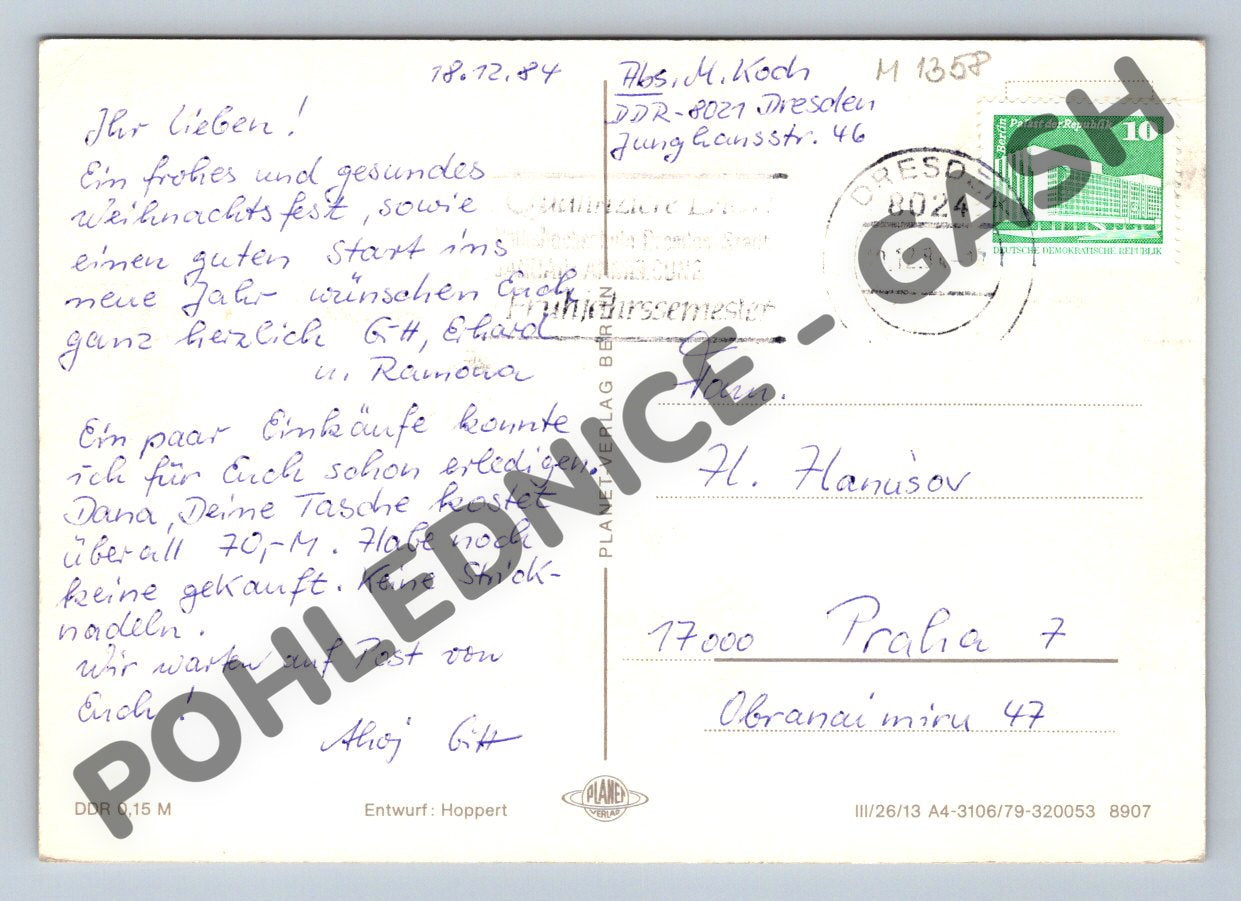 18.12.84
Ihr Lieben!
Ein frohes und gesundes
Weihnachtsfest, sowie
einen guten Start ins
neue Jahr wünschen Euch
ganz herzlich Gitt, Erhard
u. Ramona
Ein paar Einkäufe konnte
ich für Euch schon erledigen.
Dana, Deine Tasche kostet
überall 70,-M. Habe noch
keine gekauft. Keine Strick-
nadeln.
Wir warten auf Post von
Euch!
Ahoj Gitt
Abs. M. Koch
DDR-8021 Dresden
Junghansstr. 46
M 1358
Berlin Palast der Republik 10
DEUTSCHE DEMOKRATISCHE REPUBLIK
DRESDEN
8024
Frühjahrssemester
Fam.
H. Hanusov
17000 Praha 7
Obrancu miru 47
PLANET-VERLAG BERLIN
DDR 0,15 M
Entwurf: Hoppert
PLANET
VERLAG
III/26/13 A4-3106/79-320053 8907
POHLEDNICE - GASH